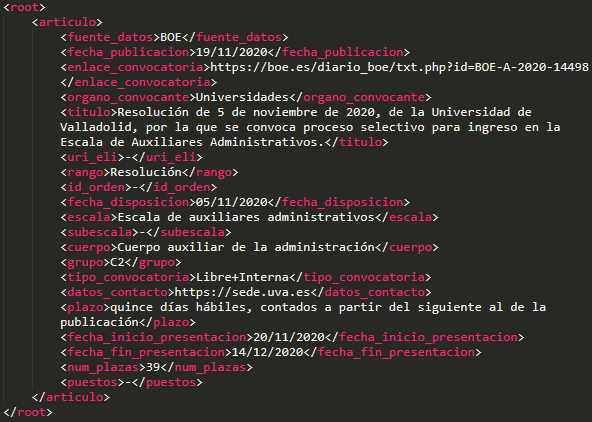 <root>
<articulo>
<fuente_datos>BOE</fuente_datos>
<fecha_publicacion>19/11/2020</fecha_publicacion>
<enlace_convocatoria>https://boe.es/diario_boe/txt.php?id=BOE-A-2020-14498
</enlace_convocatoria>
<organo_convocante>Universidades</organo_convocante>
<titulo>Resolución de 5 de noviembre de 2020, de la Universidad de
Valladolid, por la que se convoca proceso selectivo para ingreso en la
Escala de Auxiliares Administrativos.</titulo>
<uri_eli>-</uri_eli>
<rango>Resolución</rango>
<id_orden>-</id_orden>
<fecha_disposicion>05/11/2020</fecha_disposicion>
<escala>Escala de auxiliares administrativos</escala>
<subescala>-</subescala>
<cuerpo>Cuerpo auxiliar de la administración</cuerpo>
<grupo>C2</grupo>
<tipo_convocatoria>Libre+Interna</tipo_convocatoria>
<datos_contacto>https://sede.uva.es</datos_contacto>
<plazo>quince días hábiles, contados a partir del siguiente al de la
publicación</plazo>
<fecha_inicio_presentacion>20/11/2020</fecha_inicio_presentacion>
<fecha_fin_presentacion>14/12/2020</fecha_fin_presentacion>
<num_plazas>39</num_plazas>
<puestos>-</puestos>
</articulo>
</root>